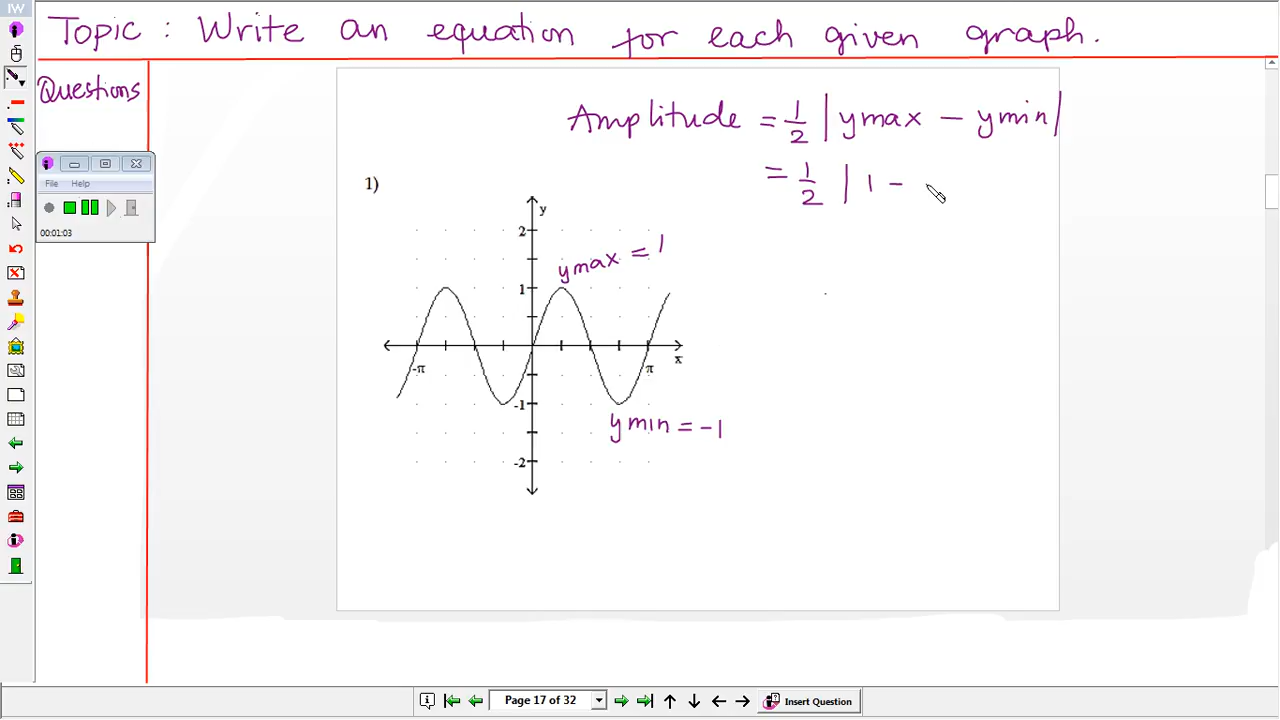 IW
Topic : Write an equation for each given graph.
Questions
Amplitude = 1/2 |ymax - ymin|
= 1/2 | 1 -
File Help
00:01:03
1)
y
2
ymax = 1
1
-π
π
x
-1
ymin = -1
-2
Page 17 of 32
Insert Question